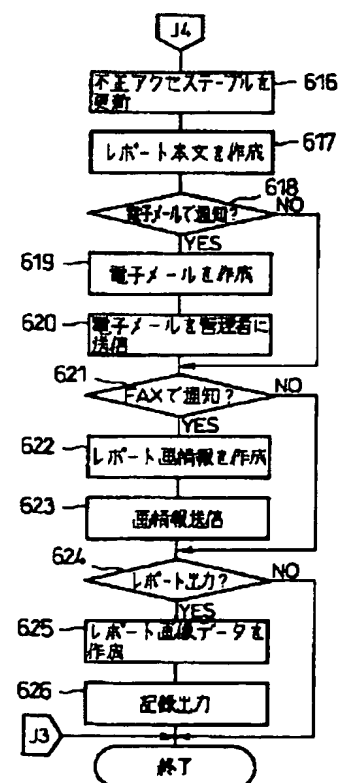 J4
不正アクセステーブルを
更新
616
レポート本文を作成
617
618
電子メールで通知?
NO
YES
619
電子メールを作成
620
電子メールを管理者に
送信
621
FAXで通知?
NO
YES
622
レポート画情報を作成
623
画情報送信
624
レポート出力?
NO
YES
625
レポート画像データを
作成
626
記録出力
J3
終了